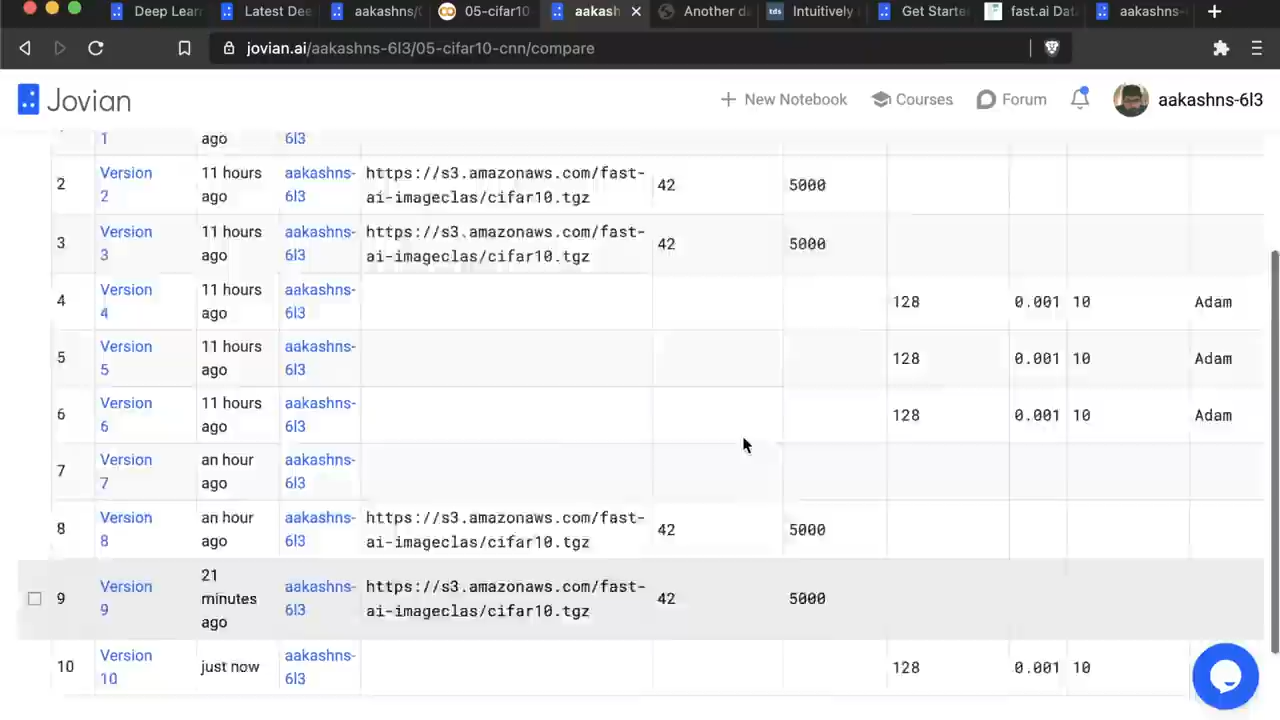 Deep Lear
Latest Dee
aakashns/
05-cifar10
aakash
Another d
Intuitively
Get Starte
fast.ai Dat
aakashns-
jovian.ai/aakashns-6l3/05-cifar10-cnn/compare
Jovian
New Notebook
Courses
Forum
aakashns-6l3
1
ago
6l3
2
Version
2
11 hours
ago
aakashns-
6l3
https://s3.amazonaws.com/fast-
ai-imageclas/cifar10.tgz
42
5000
3
Version
3
11 hours
ago
aakashns-
6l3
https://s3.amazonaws.com/fast-
ai-imageclas/cifar10.tgz
42
5000
4
Version
4
11 hours
ago
aakashns-
6l3
128
0.001
10
Adam
5
Version
5
11 hours
ago
aakashns-
6l3
128
0.001
10
Adam
6
Version
6
11 hours
ago
aakashns-
6l3
128
0.001
10
Adam
7
Version
7
an hour
ago
aakashns-
6l3
8
Version
8
an hour
ago
aakashns-
6l3
https://s3.amazonaws.com/fast-
ai-imageclas/cifar10.tgz
42
5000
9
Version
9
21
minutes
ago
aakashns-
6l3
https://s3.amazonaws.com/fast-
ai-imageclas/cifar10.tgz
42
5000
10
Version
10
just now
aakashns-
6l3
128
0.001
10